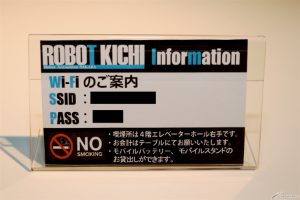 ROBOT KICHI Information
Wi-Fi のご案内
SSID :
PASS :
NO
SMOKING
・喫煙所は4階エレベーターホール右手です。
・お会計はテーブルにてお願いいたします。
・モバイルバッテリー、モバイルスタンドの
お貸出しができます。